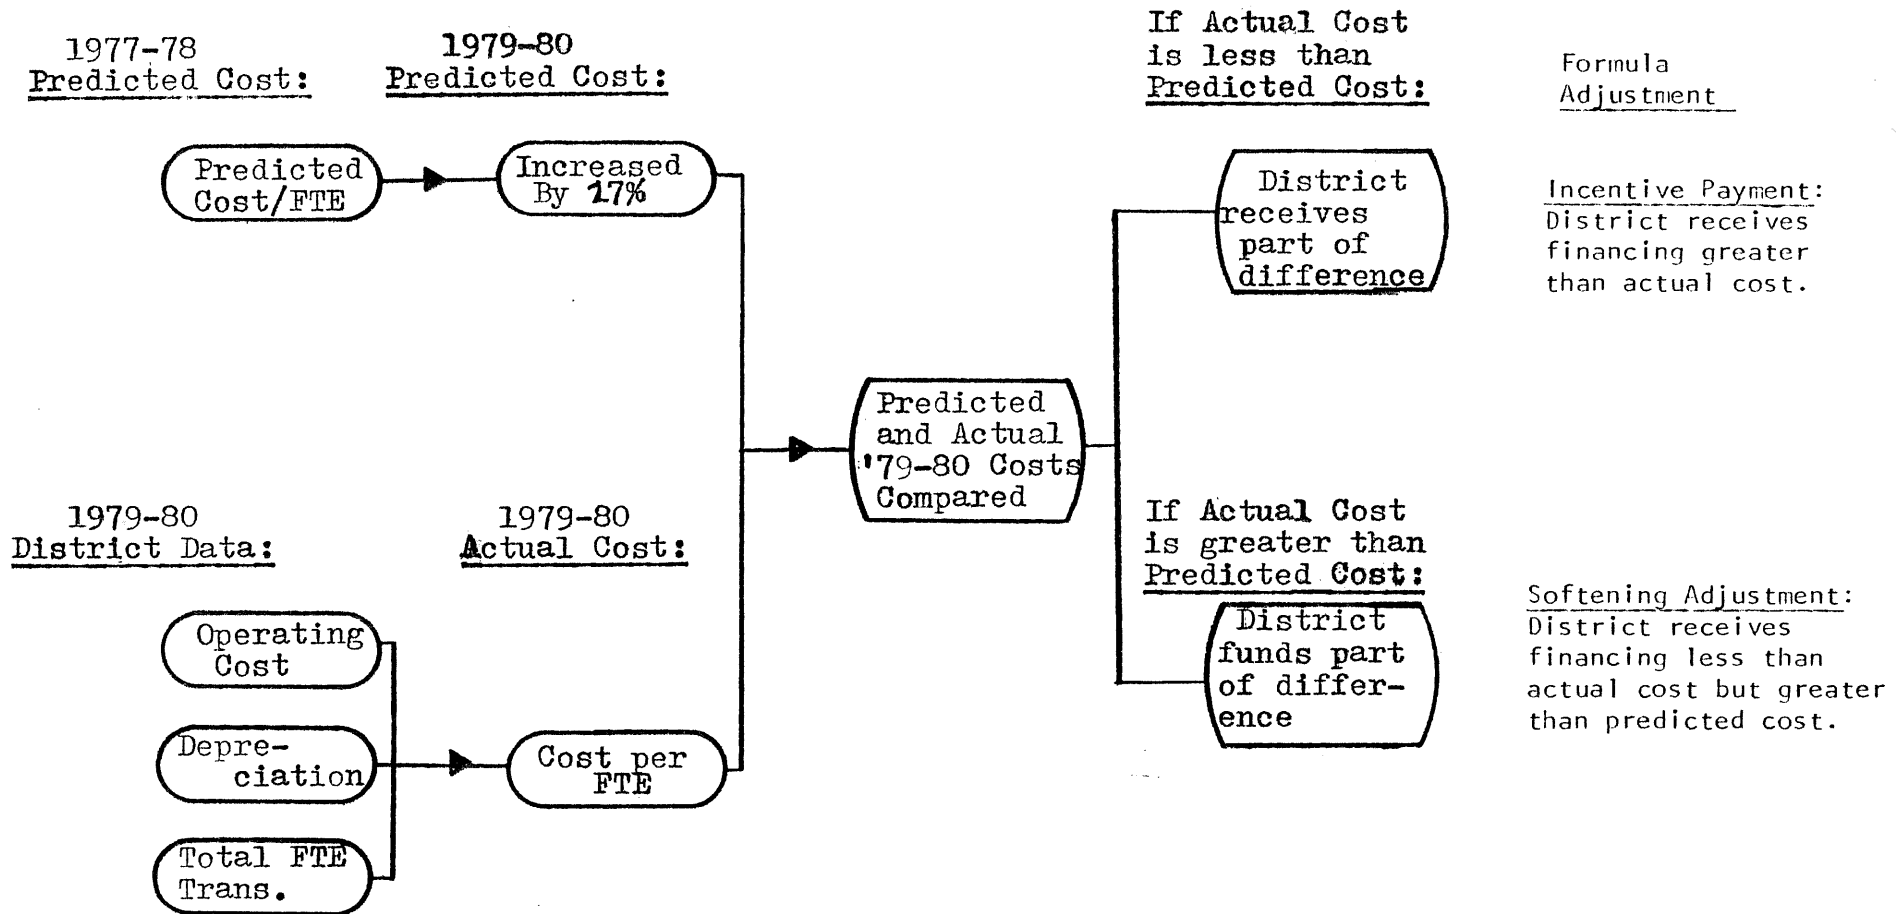 1977-78
Predicted Cost:
1979-80
Predicted Cost:
If Actual Cost
is less than
Predicted Cost:
Formula
Adjustment
Predicted
Cost/FTE
Increased
By 17%
District
receives
part of
difference
Incentive Payment:
District receives
financing greater
than actual cost.
Predicted
and Actual
'79-80 Costs
Compared
1979-80
District Data:
1979-80
Actual Cost:
If Actual Cost
is greater than
Predicted Cost:
Operating
Cost
Depre-
ciation
Total FTE
Trans.
Cost per
FTE
District
funds part
of differ-
ence
Softening Adjustment:
District receives
financing less than
actual cost but greater
than predicted cost.